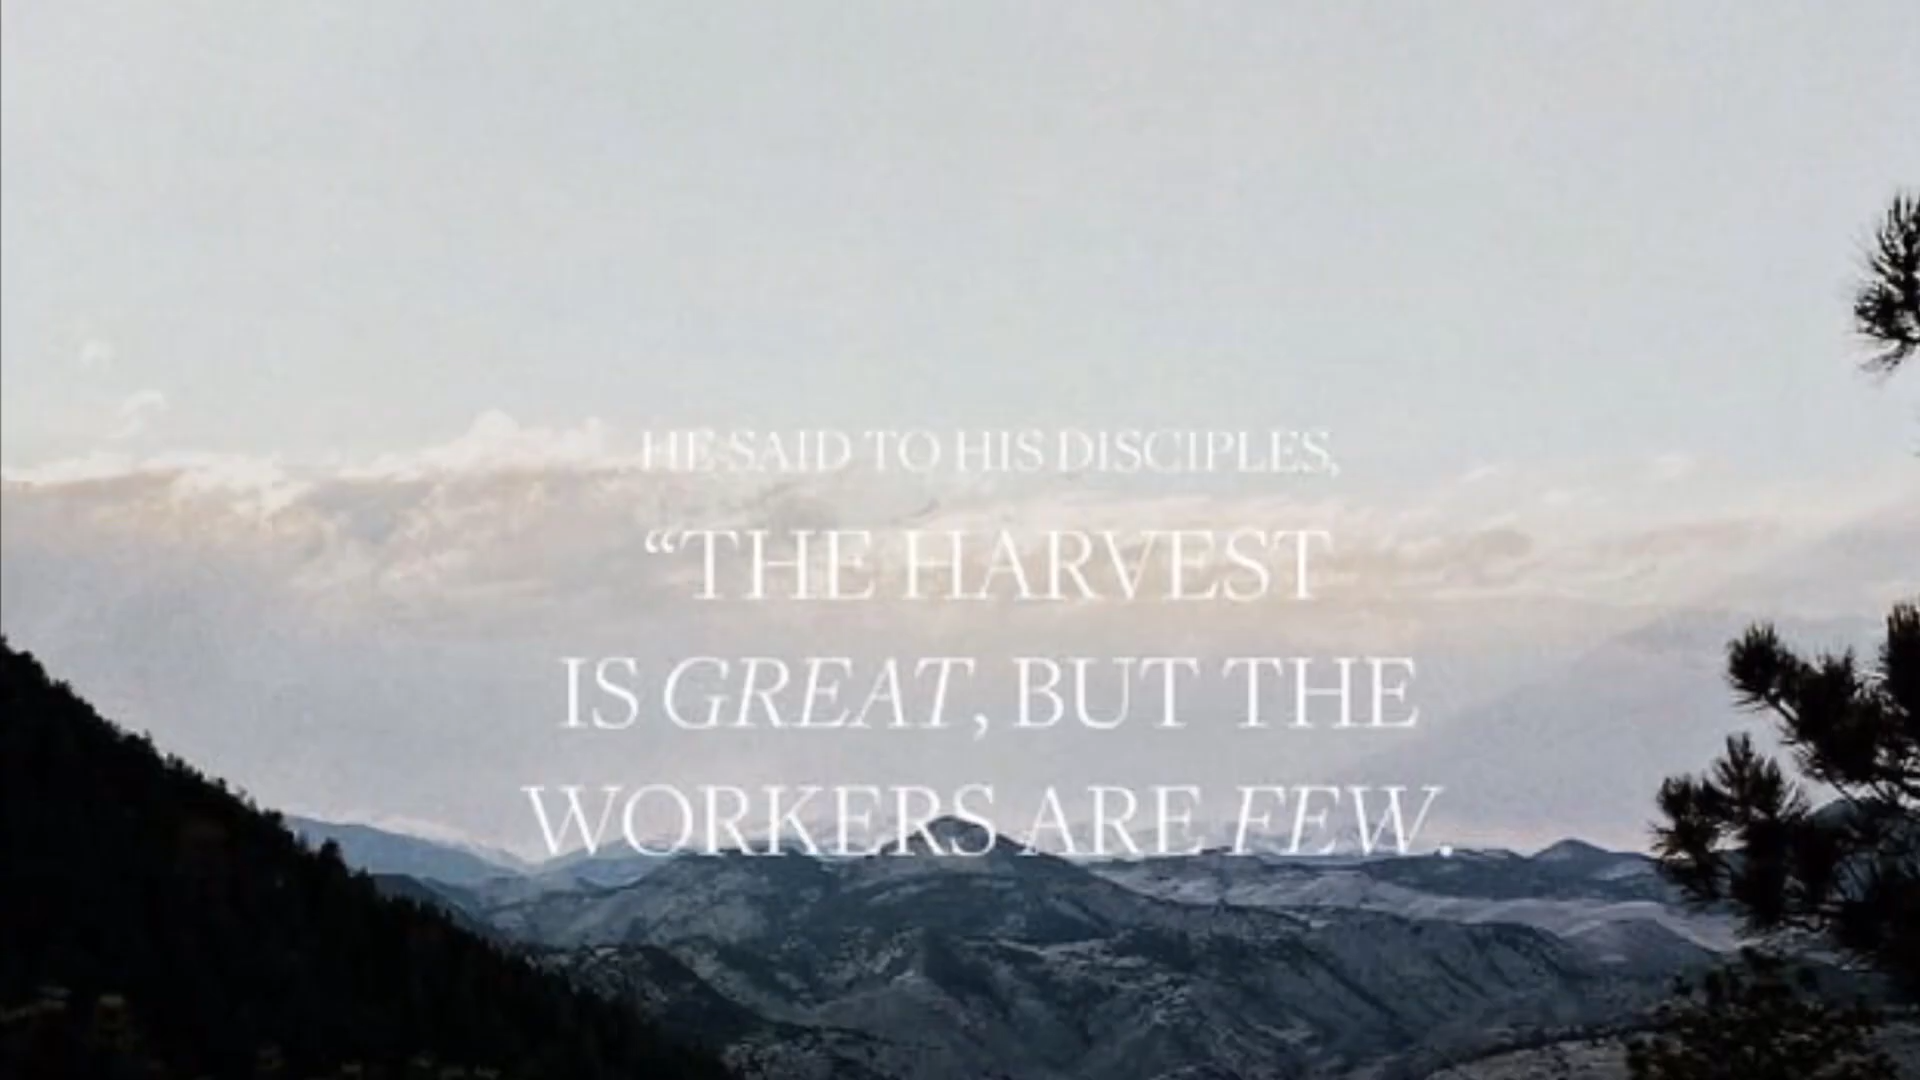 HE SAID TO HIS DISCIPLES,
“THE HARVEST
IS GREAT, BUT THE
WORKERS ARE FEW.